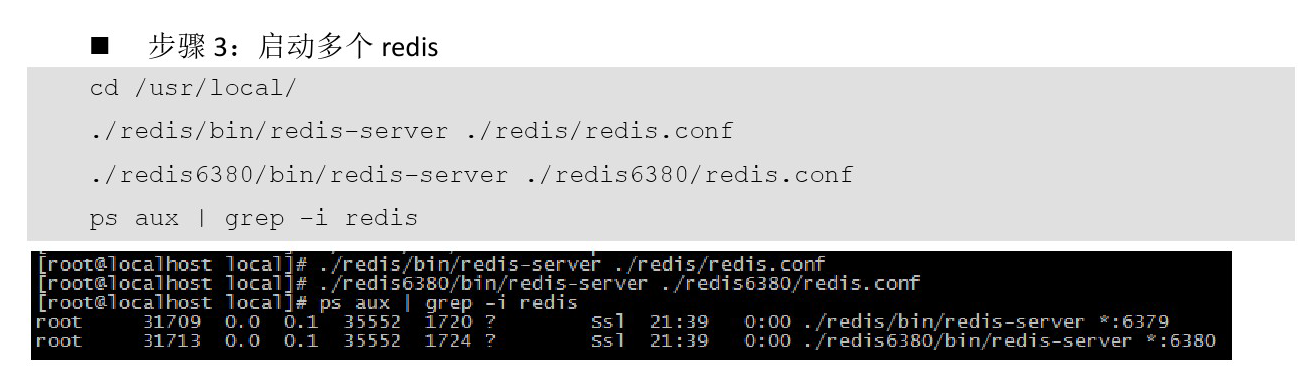 ■ 步骤 3：启动多个 redis
cd /usr/local/
./redis/bin/redis-server ./redis/redis.conf
./redis6380/bin/redis-server ./redis6380/redis.conf
ps aux | grep -i redis
[root@localhost local]# ./redis/bin/redis-server ./redis/redis.conf
[root@localhost local]# ./redis6380/bin/redis-server ./redis6380/redis.conf
[root@localhost local]# ps aux | grep -i redis
root 31709 0.0 0.1 35552 1720 ? Ssl 21:39 0:00 ./redis/bin/redis-server *:6379
root 31713 0.0 0.1 35552 1724 ? Ssl 21:39 0:00 ./redis6380/bin/redis-server *:6380